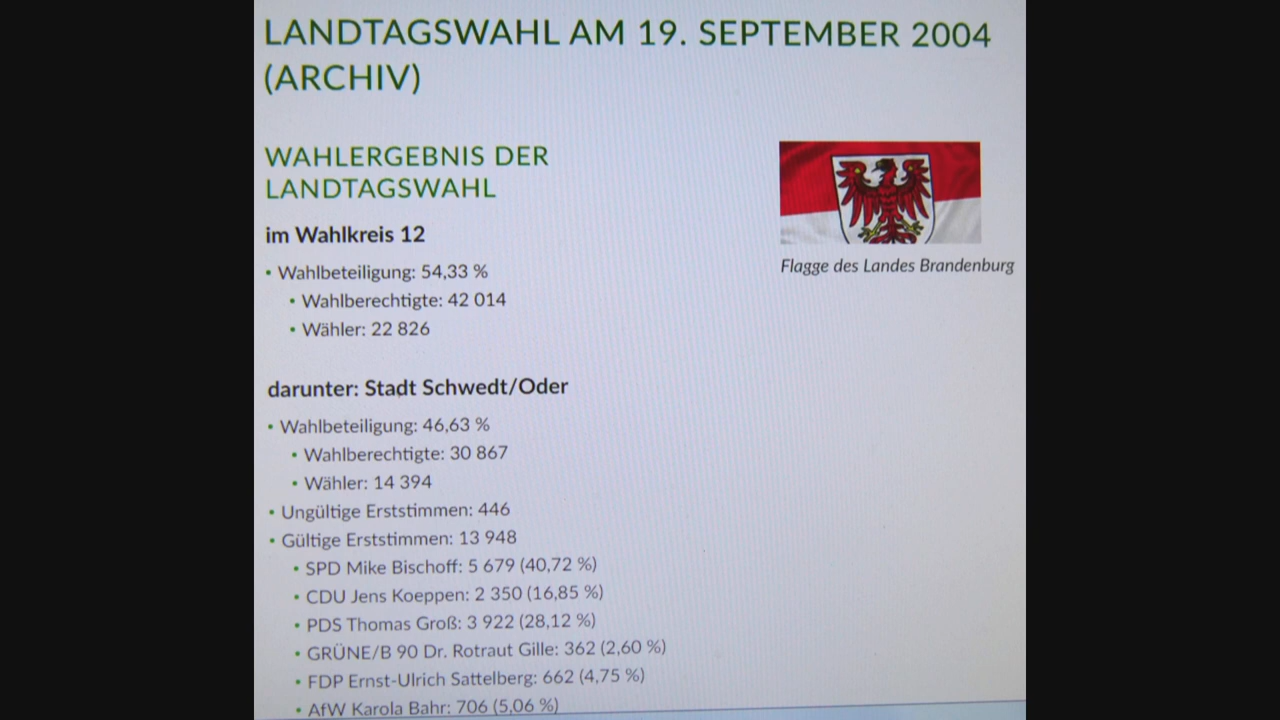 LANDTAGSWAHL AM 19. SEPTEMBER 2004
(ARCHIV)
WAHLERGEBNIS DER
LANDTAGSWAHL
im Wahlkreis 12
• Wahlbeteiligung: 54,33 %
• Wahlberechtigte: 42 014
• Wähler: 22 826
Flagge des Landes Brandenburg
darunter: Stadt Schwedt/Oder
• Wahlbeteiligung: 46,63 %
• Wahlberechtigte: 30 867
• Wähler: 14 394
• Ungültige Erststimmen: 446
• Gültige Erststimmen: 13 948
• SPD Mike Bischoff: 5 679 (40,72 %)
• CDU Jens Koeppen: 2 350 (16,85 %)
• PDS Thomas Groß: 3 922 (28,12 %)
• GRÜNE/B 90 Dr. Rotraut Gille: 362 (2,60 %)
• FDP Ernst-Ulrich Sattelberg: 662 (4,75 %)
• AfW Karola Bahr: 706 (5,06 %)